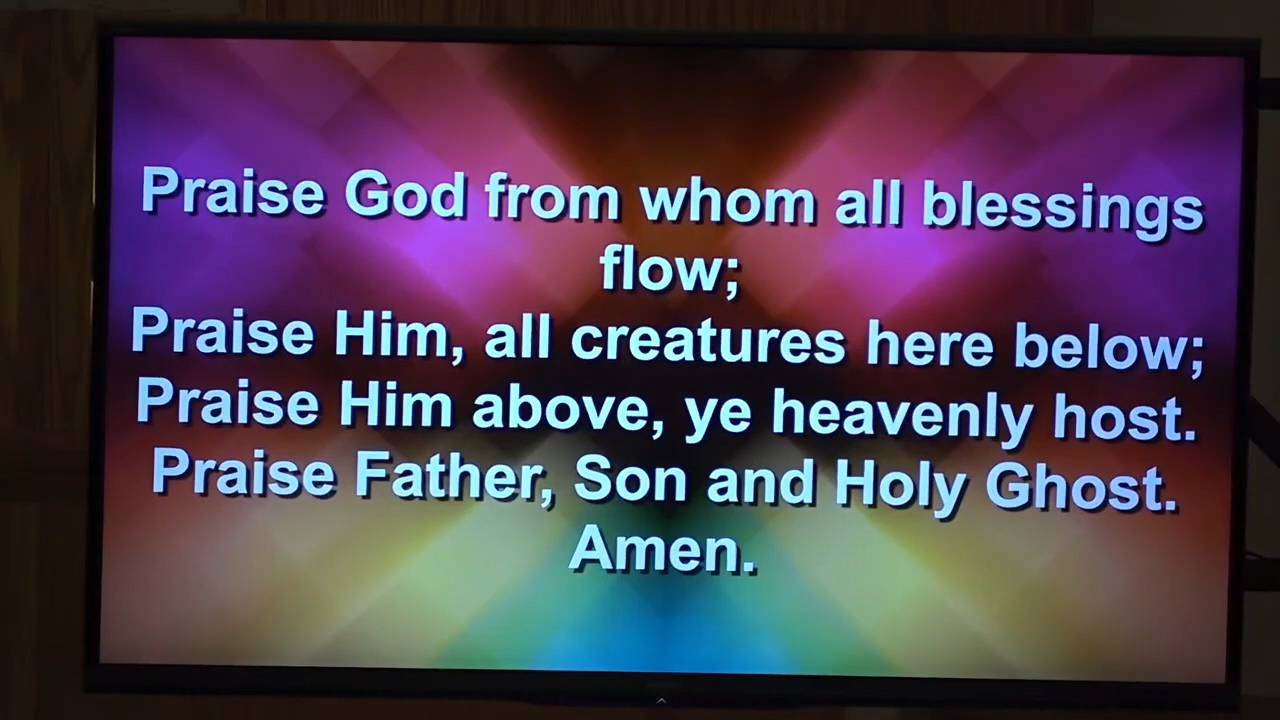 Praise God from whom all blessings
flow;
Praise Him, all creatures here below;
Praise Him above, ye heavenly host.
Praise Father, Son and Holy Ghost.
Amen.